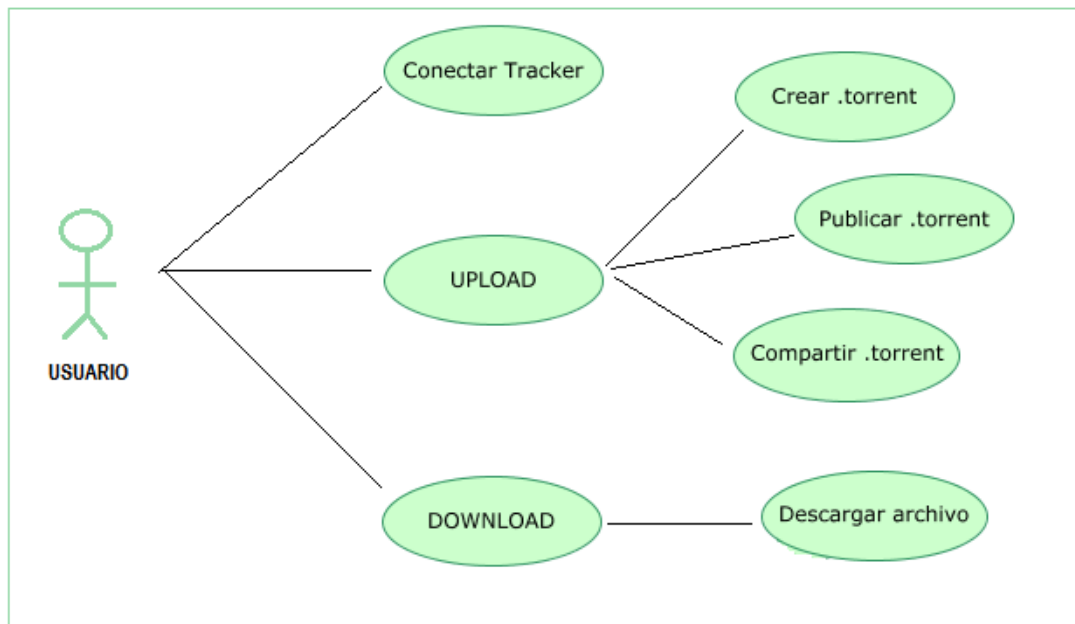 Conectar Tracker
Crear .torrent
Publicar .torrent
UPLOAD
Compartir .torrent
USUARIO
DOWNLOAD
Descargar archivo